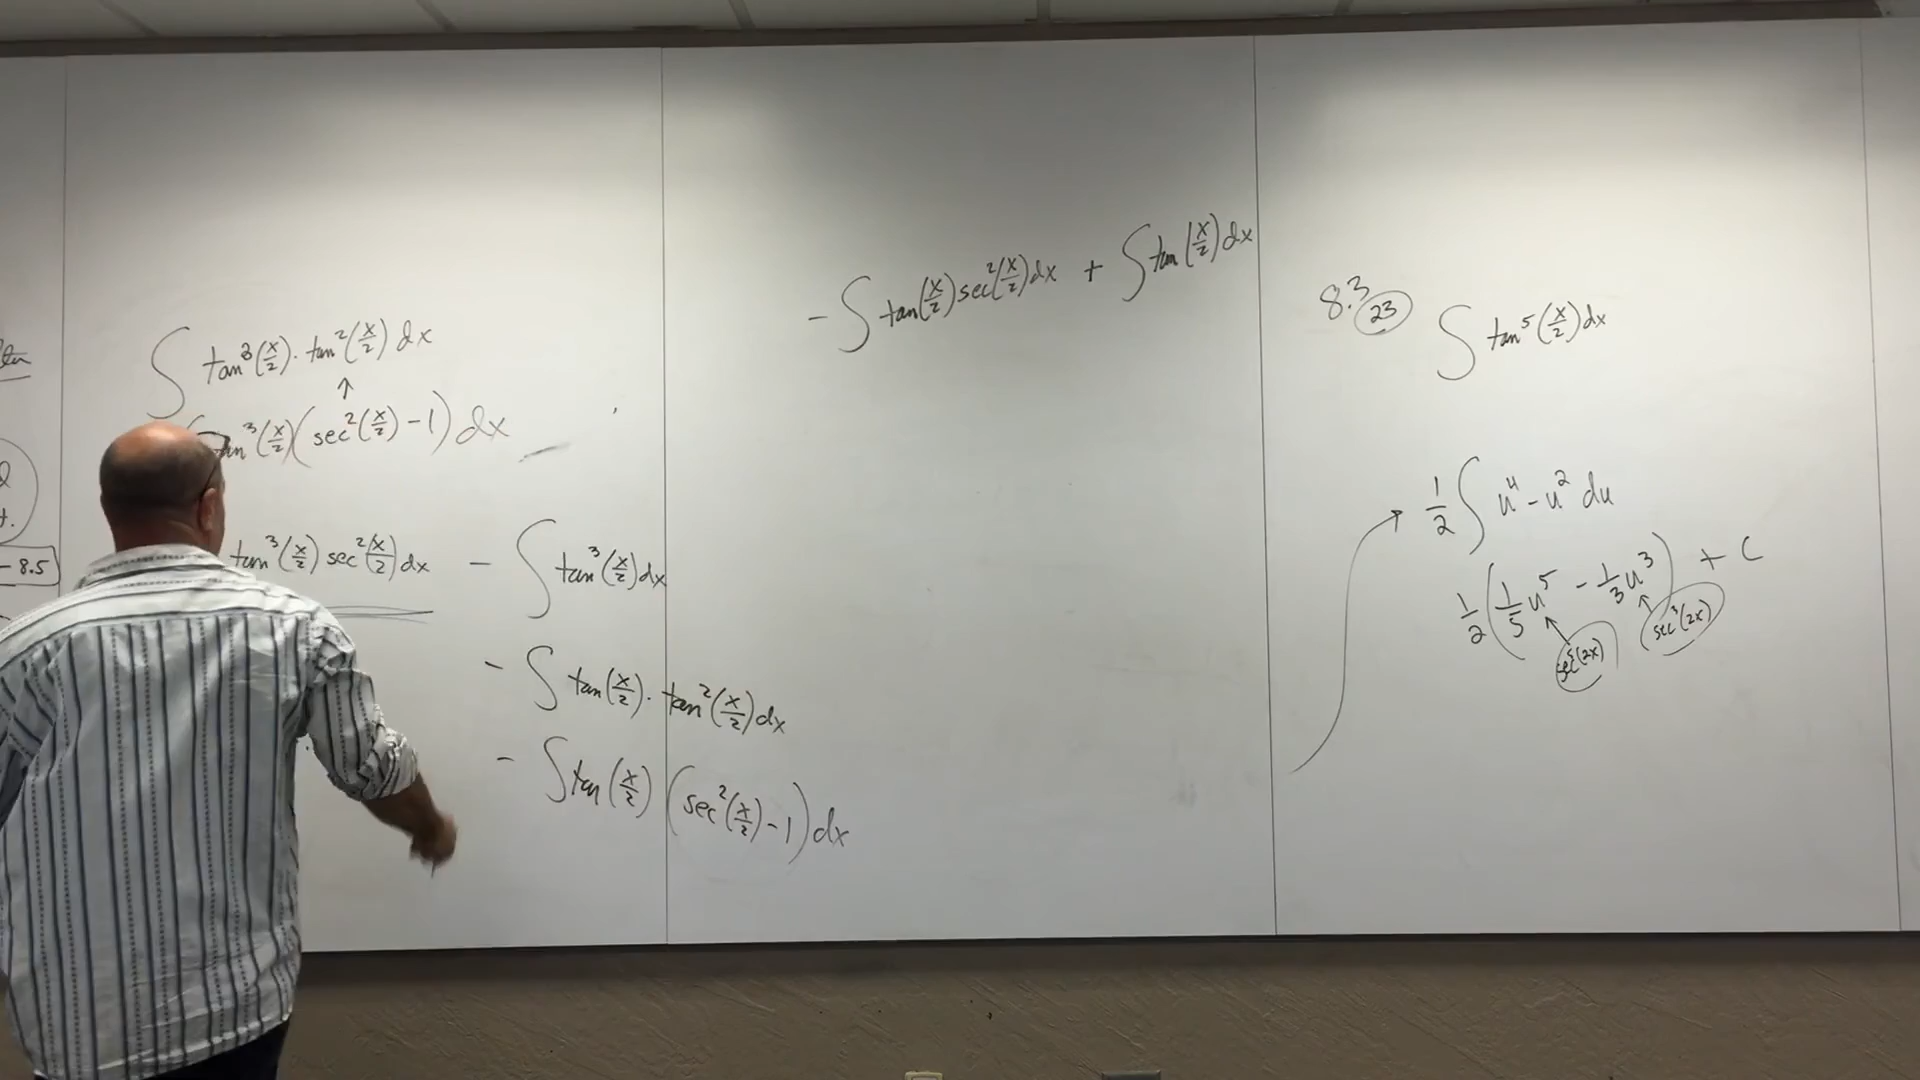 ∫ tan³(x/2) · tan²(x/2) dx
↑
tan³(x/2)(sec²(x/2) − 1) dx
tan³(x/2) sec²(x/2) dx − ∫ tan³(x/2) dx
− ∫ tan(x/2) · tan²(x/2) dx
− ∫ tan(x/2) (sec²(x/2) − 1) dx
− ∫ tan(x/2) sec²(x/2) dx + ∫ tan(x/2) dx
8.3 23 ∫ tan⁵(x/2) dx
→ 1/2 ∫ u⁴ − u² du
1/2 (1/5 u⁵ − 1/3 u³) + C
sec⁵(2x) sec³(2x)
− 8.5